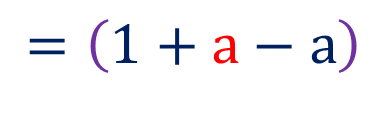 = (1 + a − a)